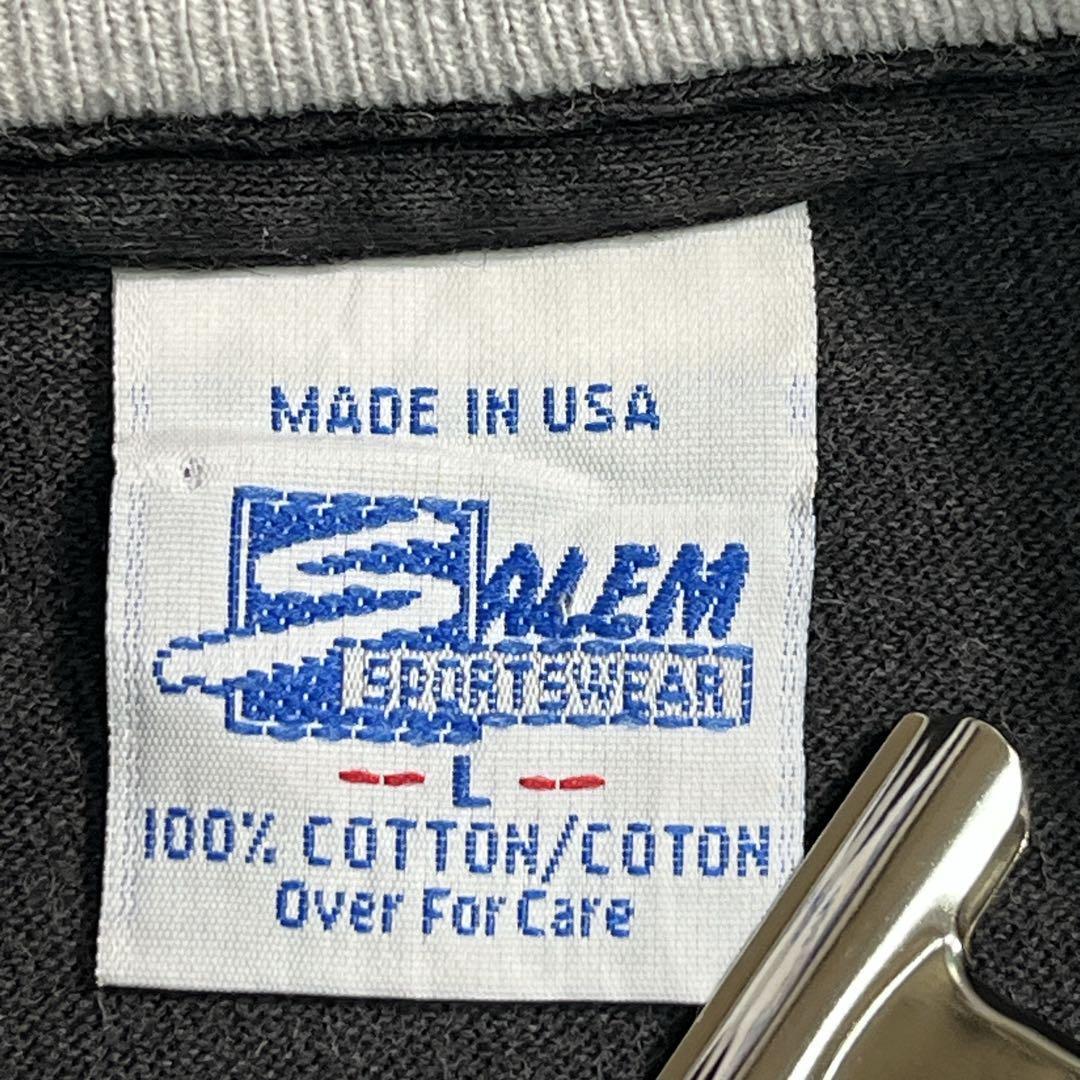 MADE IN USA
SALEM
SPORTSWEAR
L
100% COTTON/COTON
Over For Care